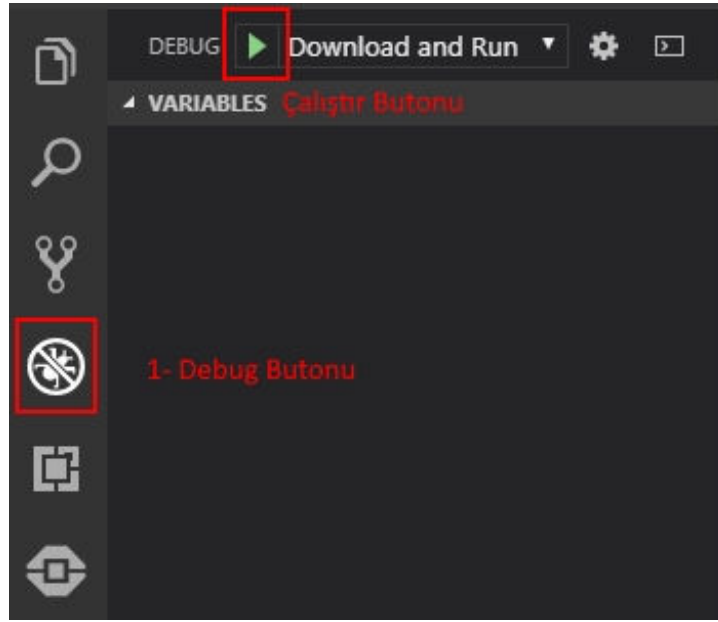 DEBUG Download and Run
VARIABLES Çalıştır Butonu
1- Debug Butonu